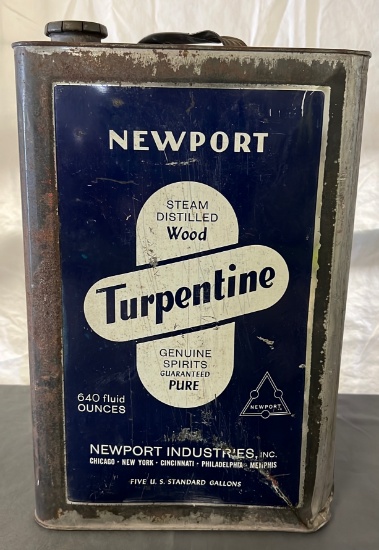 NEWPORT
STEAM
DISTILLED
Wood
Turpentine
GENUINE
SPIRITS
GUARANTEED
PURE
640 fluid
OUNCES
NEWPORT
NEWPORT INDUSTRIES, INC.
CHICAGO • NEW YORK • CINCINNATI • PHILADELPHIA • MEMPHIS
FIVE U. S. STANDARD GALLONS